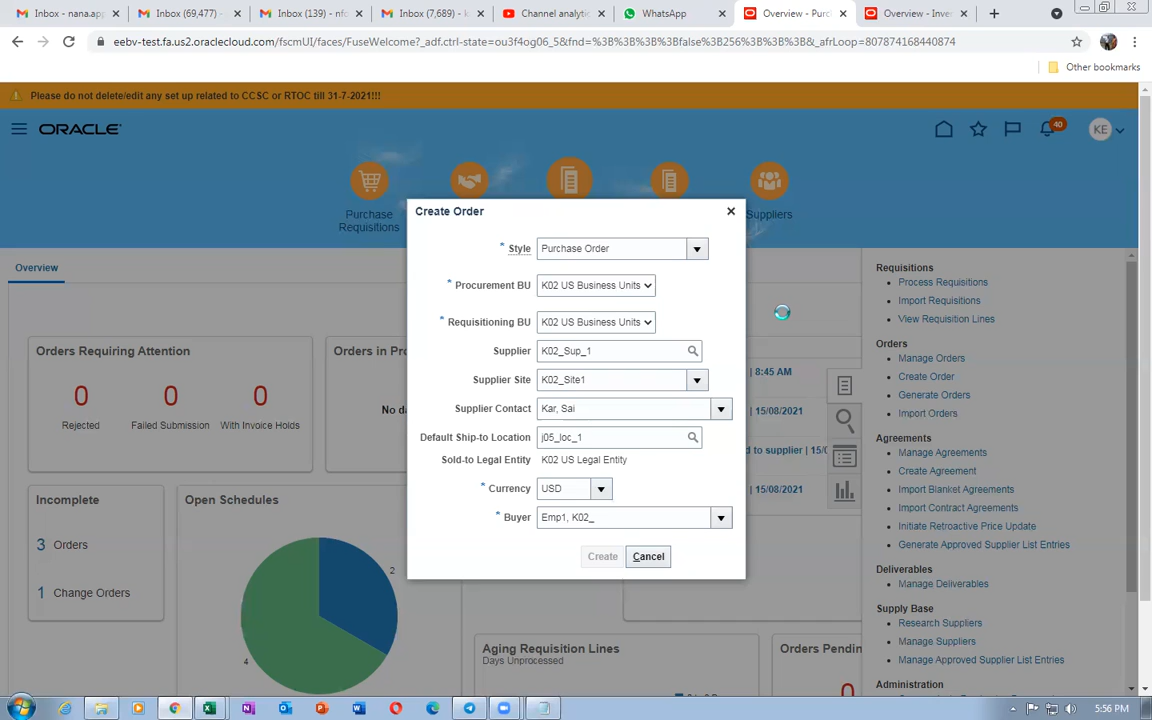 Inbox (37) - nana.app
Inbox (69,477) -
Inbox (139) - nfc
Inbox (7,689) - k
Channel analytic
WhatsApp
Overview - Purc
Overview - Inven
eebv-test.fa.us2.oraclecloud.com/fscmUI/faces/FuseWelcome?_adf.ctrl-state=ou3f4og06_5&fnd=%3B%3B%3B%3Bfalse%3B256%3B%3B%3B&_afrLoop=807874168440874
Other bookmarks
Please do not delete/edit any set up related to CCSC or RTOC till 31-7-2021!!!
ORACLE
40
KE
Purchase
Requisitions
Suppliers
Overview
Orders Requiring Attention
0
0
0
Rejected
Failed Submission
With Invoice Holds
Orders in Pr
No da
Incomplete
3 Orders
1 Change Orders
Open Schedules
2
4
Create Order
* Style Purchase Order
* Procurement BU K02 US Business Units
* Requisitioning BU K02 US Business Units
Supplier K02_Sup_1
Supplier Site K02_Site1
Supplier Contact Kar, Sai
Default Ship-to Location j05_loc_1
Sold-to Legal Entity K02 US Legal Entity
* Currency USD
* Buyer Emp1, K02_
Create Cancel
8:45 AM
15/08/2021
d to supplier | 15/0
15/08/2021
Aging Requisition Lines
Days Unprocessed
Orders Pendin
Requisitions
Process Requisitions
Import Requisitions
View Requisition Lines
Orders
Manage Orders
Create Order
Generate Orders
Import Orders
Agreements
Manage Agreements
Create Agreement
Import Blanket Agreements
Import Contract Agreements
Initiate Retroactive Price Update
Generate Approved Supplier List Entries
Deliverables
Manage Deliverables
Supply Base
Research Suppliers
Manage Suppliers
Manage Approved Supplier List Entries
Administration
5:56 PM